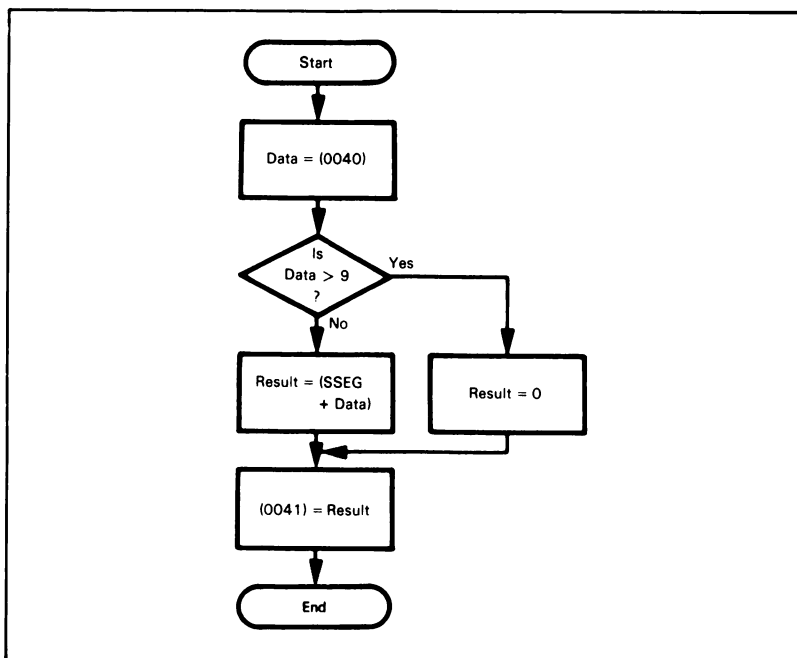 Start
Data = (0040)
Is
Data > 9
?
Yes
No
Result = (SSEG
+ Data)
Result = 0
(0041) = Result
End